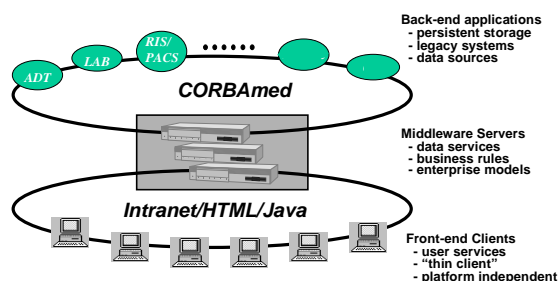 Back-end applications
- persistent storage
- legacy systems
- data sources
ADT
LAB
RIS/
PACS
••••••
CORBAmed
Middleware Servers
- data services
- business rules
- enterprise models
Intranet/HTML/Java
Front-end Clients
- user services
- "thin client"
- platform independent